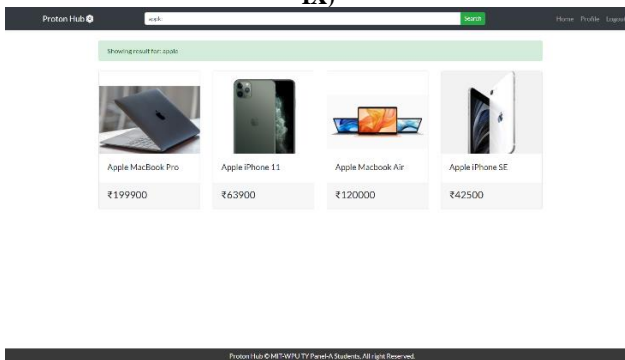 IX)
Proton Hub
apple
Search
Home Profile Logout
Showing result for: apple
Apple MacBook Pro
Apple iPhone 11
Apple Macbook Air
Apple iPhone SE
₹199900
₹63900
₹120000
₹42500
Proton Hub © MIT-WPU TY Panel-A Students, All right Reserved.